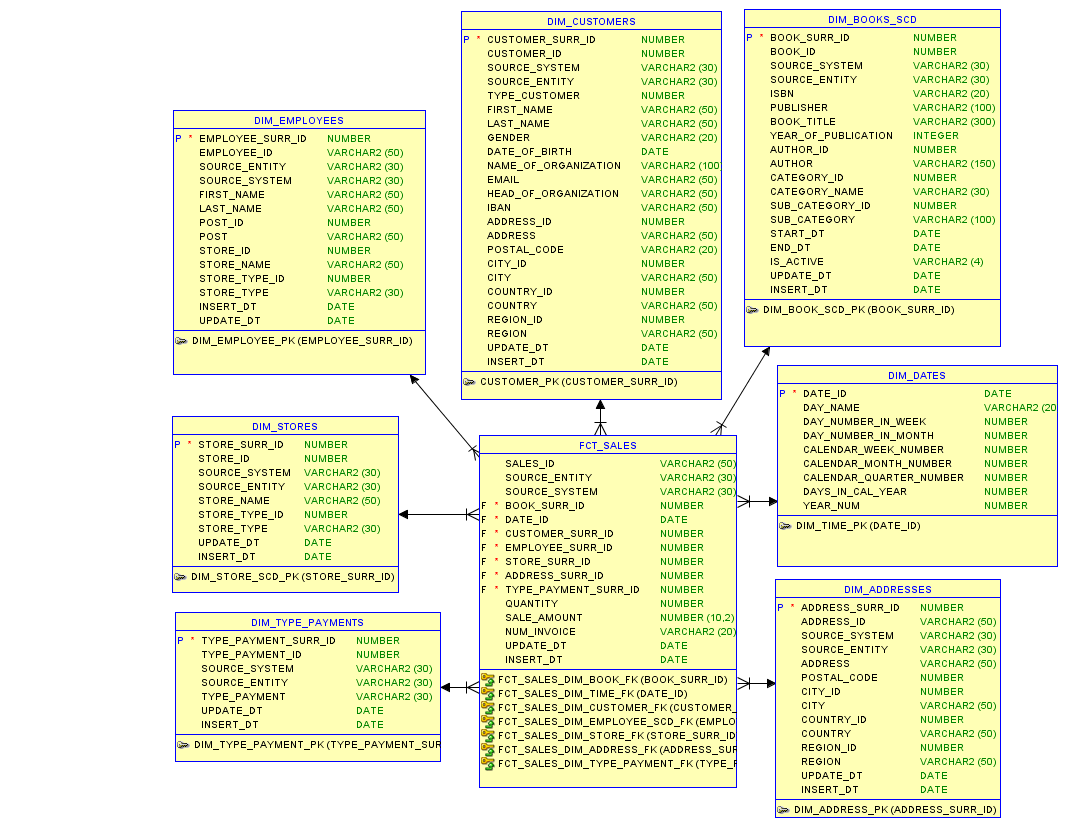 DIM_CUSTOMERS
P * CUSTOMER_SURR_ID NUMBER
CUSTOMER_ID NUMBER
SOURCE_SYSTEM VARCHAR2 (30)
SOURCE_ENTITY VARCHAR2 (30)
TYPE_CUSTOMER NUMBER
FIRST_NAME VARCHAR2 (50)
LAST_NAME VARCHAR2 (50)
GENDER VARCHAR2 (20)
DATE_OF_BIRTH DATE
NAME_OF_ORGANIZATION VARCHAR2 (100
EMAIL VARCHAR2 (50)
HEAD_OF_ORGANIZATION VARCHAR2 (50)
IBAN VARCHAR2 (50)
ADDRESS_ID NUMBER
ADDRESS VARCHAR2 (50)
POSTAL_CODE VARCHAR2 (20)
CITY_ID NUMBER
CITY VARCHAR2 (50)
COUNTRY_ID NUMBER
COUNTRY VARCHAR2 (50)
REGION_ID NUMBER
REGION VARCHAR2 (50)
UPDATE_DT DATE
INSERT_DT DATE
CUSTOMER_PK (CUSTOMER_SURR_ID)
DIM_BOOKS_SCD
P * BOOK_SURR_ID NUMBER
BOOK_ID NUMBER
SOURCE_SYSTEM VARCHAR2 (30)
SOURCE_ENTITY VARCHAR2 (30)
ISBN VARCHAR2 (20)
PUBLISHER VARCHAR2 (100)
BOOK_TITLE VARCHAR2 (300)
YEAR_OF_PUBLICATION INTEGER
AUTHOR_ID NUMBER
AUTHOR VARCHAR2 (150)
CATEGORY_ID NUMBER
CATEGORY_NAME VARCHAR2 (30)
SUB_CATEGORY_ID NUMBER
SUB_CATEGORY VARCHAR2 (100)
START_DT DATE
END_DT DATE
IS_ACTIVE VARCHAR2 (4)
UPDATE_DT DATE
INSERT_DT DATE
DIM_BOOK_SCD_PK (BOOK_SURR_ID)
DIM_EMPLOYEES
P * EMPLOYEE_SURR_ID NUMBER
EMPLOYEE_ID VARCHAR2 (50)
SOURCE_ENTITY VARCHAR2 (30)
SOURCE_SYSTEM VARCHAR2 (30)
FIRST_NAME VARCHAR2 (50)
LAST_NAME VARCHAR2 (50)
POST_ID NUMBER
POST VARCHAR2 (50)
STORE_ID NUMBER
STORE_NAME VARCHAR2 (50)
STORE_TYPE_ID NUMBER
STORE_TYPE VARCHAR2 (30)
INSERT_DT DATE
UPDATE_DT DATE
DIM_EMPLOYEE_PK (EMPLOYEE_SURR_ID)
DIM_DATES
P * DATE_ID DATE
DAY_NAME VARCHAR2 (20
DAY_NUMBER_IN_WEEK NUMBER
DAY_NUMBER_IN_MONTH NUMBER
CALENDAR_WEEK_NUMBER NUMBER
CALENDAR_MONTH_NUMBER NUMBER
CALENDAR_QUARTER_NUMBER NUMBER
DAYS_IN_CAL_YEAR NUMBER
YEAR_NUM NUMBER
DIM_TIME_PK (DATE_ID)
DIM_STORES
P * STORE_SURR_ID NUMBER
STORE_ID NUMBER
SOURCE_SYSTEM VARCHAR2 (30)
SOURCE_ENTITY VARCHAR2 (30)
STORE_NAME VARCHAR2 (50)
STORE_TYPE_ID NUMBER
STORE_TYPE VARCHAR2 (30)
UPDATE_DT DATE
INSERT_DT DATE
DIM_STORE_SCD_PK (STORE_SURR_ID)
FCT_SALES
SALES_ID VARCHAR2 (50)
SOURCE_ENTITY VARCHAR2 (30)
SOURCE_SYSTEM VARCHAR2 (30)
F * BOOK_SURR_ID NUMBER
F * DATE_ID DATE
F * CUSTOMER_SURR_ID NUMBER
F * EMPLOYEE_SURR_ID NUMBER
F * STORE_SURR_ID NUMBER
F * ADDRESS_SURR_ID NUMBER
F * TYPE_PAYMENT_SURR_ID NUMBER
QUANTITY NUMBER
SALE_AMOUNT NUMBER (10,2)
NUM_INVOICE VARCHAR2 (20)
UPDATE_DT DATE
INSERT_DT DATE
FCT_SALES_DIM_BOOK_FK (BOOK_SURR_ID)
FCT_SALES_DIM_TIME_FK (DATE_ID)
FCT_SALES_DIM_CUSTOMER_FK (CUSTOMER_
FCT_SALES_DIM_EMPLOYEE_SCD_FK (EMPLO
FCT_SALES_DIM_STORE_FK (STORE_SURR_ID
FCT_SALES_DIM_ADDRESS_FK (ADDRESS_SUR
FCT_SALES_DIM_TYPE_PAYMENT_FK (TYPE_F
DIM_ADDRESSES
P * ADDRESS_SURR_ID NUMBER
ADDRESS_ID VARCHAR2 (50)
SOURCE_SYSTEM VARCHAR2 (30)
SOURCE_ENTITY VARCHAR2 (30)
ADDRESS VARCHAR2 (50)
POSTAL_CODE NUMBER
CITY_ID NUMBER
CITY VARCHAR2 (50)
COUNTRY_ID NUMBER
COUNTRY VARCHAR2 (50)
REGION_ID NUMBER
REGION VARCHAR2 (50)
UPDATE_DT DATE
INSERT_DT DATE
DIM_ADDRESS_PK (ADDRESS_SURR_ID)
DIM_TYPE_PAYMENTS
P * TYPE_PAYMENT_SURR_ID NUMBER
TYPE_PAYMENT_ID NUMBER
SOURCE_SYSTEM VARCHAR2 (30)
SOURCE_ENTITY VARCHAR2 (30)
TYPE_PAYMENT VARCHAR2 (30)
UPDATE_DT DATE
INSERT_DT DATE
DIM_TYPE_PAYMENT_PK (TYPE_PAYMENT_SUR